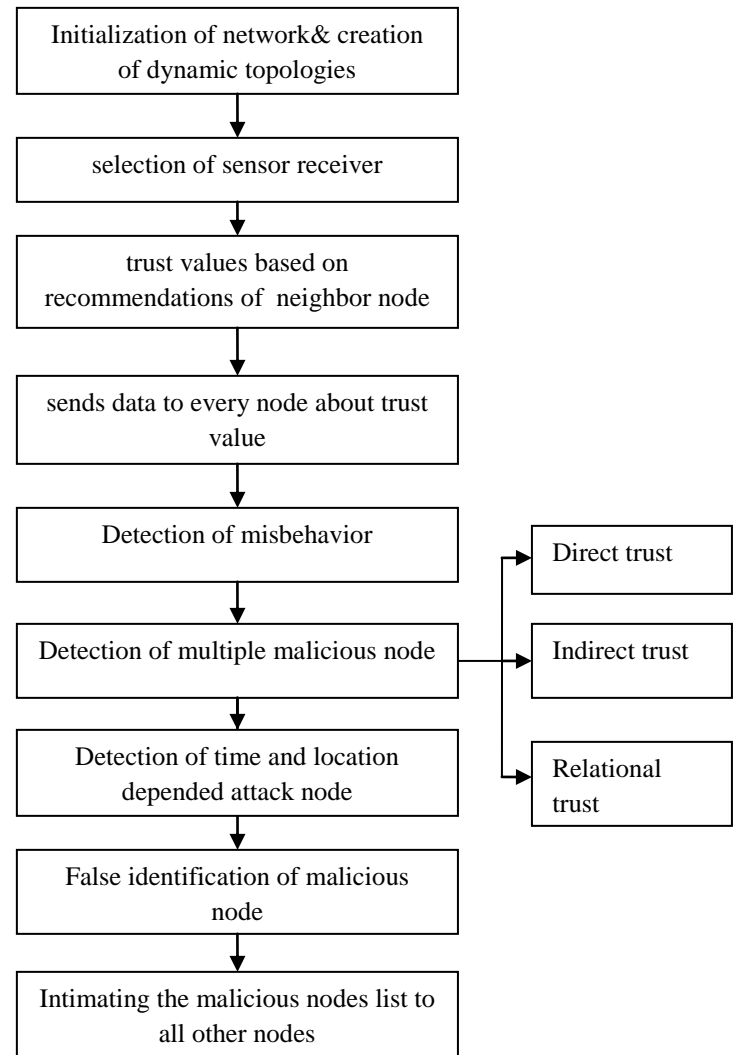 Initialization of network& creation
of dynamic topologies
selection of sensor receiver
trust values based on
recommendations of neighbor node
sends data to every node about trust
value
Detection of misbehavior
Detection of multiple malicious node
Direct trust
Indirect trust
Relational
trust
Detection of time and location
depended attack node
False identification of malicious
node
Intimating the malicious nodes list to
all other nodes